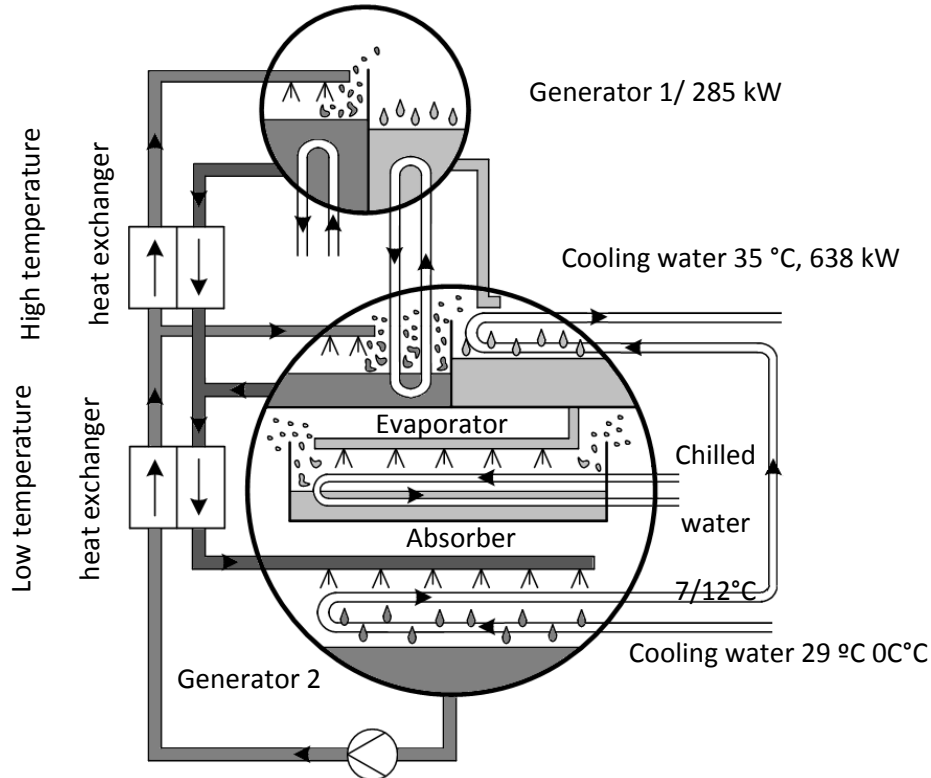 Generator 1/ 285 kW
High temperature
heat exchanger
Cooling water 35 °C, 638 kW
Evaporator
Chilled
water
Low temperature
heat exchanger
Absorber
7/12°C
Cooling water 29 ºC 0C°C
Generator 2